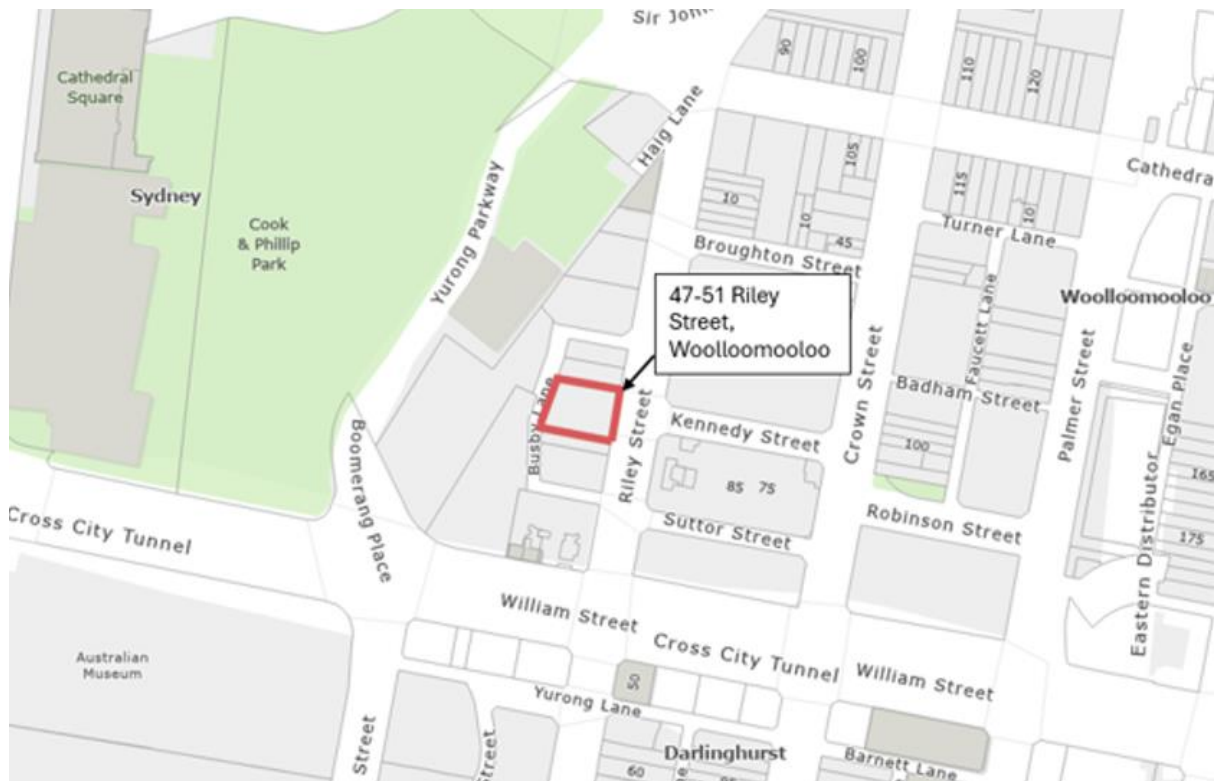 Sir John
90
100
110
120
Cathedral
Square
Haig Lane
105
Cathedra
Sydney
Yurong Parkway
10
10
45
115
10
Turner Lane
Cook
& Phillip
Park
Broughton Street
Faucett Lane
Woolloomooloo
47-51 Riley
Street,
Woolloomooloo
Busby Lane
Riley Street
Kennedy Street
Crown Street
Badham Street
Palmer Street
Egan Place
100
85 75
165
Boomerang Place
Suttor Street
Robinson Street
175
Cross City Tunnel
Eastern Distributor
William Street
Cross City Tunnel
William Street
Australian
Museum
50
Yurong Lane
Street
Street
60
Darlinghurst
Barnett Lane